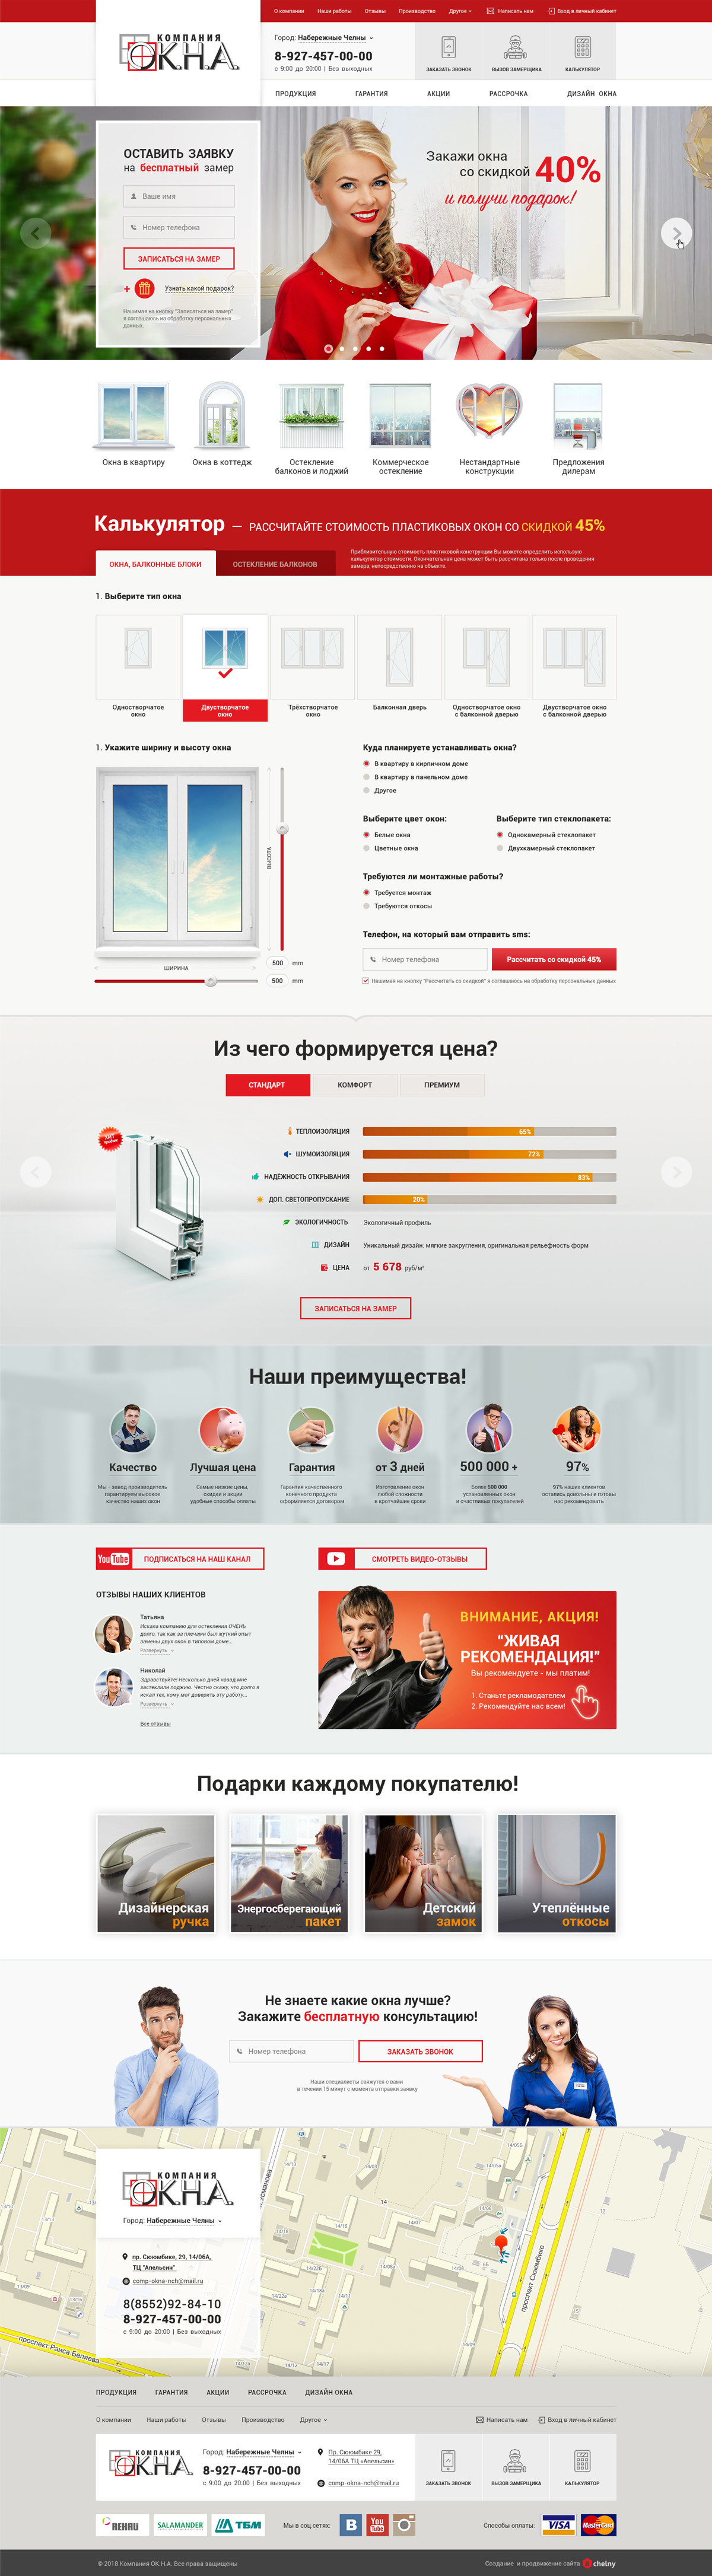 О компании Наши работы Отзывы Производство Другое Написать нам Вход в личный кабинет
КОМПАНИЯ
ОКНА
Город: Набережные Челны
8-927-457-00-00
с 9:00 до 20:00 | Без выходных
ЗАКАЗАТЬ ЗВОНОК
ВЫЗОВ ЗАМЕРЩИКА
КАЛЬКУЛЯТОР
ПРОДУКЦИЯ ГАРАНТИЯ АКЦИИ РАССРОЧКА ДИЗАЙН ОКНА
ОСТАВИТЬ ЗАЯВКУ
на бесплатный замер
Ваше имя
Номер телефона
ЗАПИСАТЬСЯ НА ЗАМЕР
+ Узнать какой подарок?
Нашимая на кнопку "Записаться на замер"
я соглашаюсь на обработку персональных
данных.
Закажи окна
со скидкой 40%
и получи подарок!
Окна в квартиру
Окна в коттедж
Остекление
балконов и лоджий
Коммерческое
остекление
Нестандартные
конструкции
Предложения
дилерам
Калькулятор — РАССЧИТАЙТЕ СТОИМОСТЬ ПЛАСТИКОВЫХ ОКОН СО СКИДКОЙ 45%
ОКНА, БАЛКОННЫЕ БЛОКИ
ОСТЕКЛЕНИЕ БАЛКОНОВ
Приблизительную стоимость пластиковой конструкции Вы можете определить использую
калькулятор стоимости. Окончательная цена может быть рассчитана только после проведения
замера, непосредственно на объекте.
1. Выберите тип окна
Одностворчатое
окно
Двустворчатое
окно
Трёхстворчатое
окно
Балконная дверь
Одностворчатое окно
с балконной дверью
Двустворчатое окно
с балконной дверью
1. Укажите ширину и высоту окна
ВЫСОТА
ШИРИНА
500 mm
500 mm
Куда планируете устанавливать окна?
В квартиру в кирпичном доме
В квартиру в панельном доме
Другое
Выберите цвет окон:
Белые окна
Цветные окна
Выберите тип стеклопакета:
Однокамерный стеклопакет
Двухкамерный стеклопакет
Требуются ли монтажные работы?
Требуется монтаж
Требуются откосы
Телефон, на который вам отправить sms:
Номер телефона
Рассчитать со скидкой 45%
Нашимая на кнопку "Рассчитать со скидкой" я соглашаюсь на обработку персональных данных
Из чего формируется цена?
СТАНДАРТ КОМФОРТ ПРЕМИУМ
ТЕПЛОИЗОЛЯЦИЯ 65%
ШУМОИЗОЛЯЦИЯ 72%
НАДЁЖНОСТЬ ОТКРЫВАНИЯ 83%
ДОП. СВЕТОПРОПУСКАНИЕ 20%
ЭКОЛОГИЧНОСТЬ Экологичный профиль
ДИЗАЙН Уникальный дизайн: мягкие закругления, оригинальная рельефность форм
ЦЕНА от 5 678 руб/м²
ЗАПИСАТЬСЯ НА ЗАМЕР
Наши преимущества!
Качество
Мы - завод производитель
гарантируем высокое
качество наших окон
Лучшая цена
Самые низкие цены,
скидки и акции
удобные способы оплаты
Гарантия
Гарантия качественного
конечного продукта
оформляется договором
от 3 дней
Изготовление окон
любой сложности
в кротчайшие сроки
500 000 +
Более 500 000
установленных окон
и счастливых покупателей
97%
97% наших клиентов
остались довольны и готовы
нас рекомендовать
YouTube ПОДПИСАТЬСЯ НА НАШ КАНАЛ
СМОТРЕТЬ ВИДЕО-ОТЗЫВЫ
ОТЗЫВЫ НАШИХ КЛИЕНТОВ
Татьяна
Искала компанию для остекления ОЧЕНЬ
долго, так как за плечами был жуткий опыт
замены двух окон в типовом доме...
Развернуть
Николай
Здравствуйте! Несколько дней назад мне
застеклили лоджию. Честно скажу, что долго я
искал тех, кому мог доверить эту работу...
Развернуть
Все отзывы
ВНИМАНИЕ, АКЦИЯ!
"ЖИВАЯ
РЕКОМЕНДАЦИЯ!"
Вы рекомендуете - мы платим!
1. Станьте рекламодателем
2. Рекомендуйте нас всем!
Подарки каждому покупателю!
Дизайнерская
ручка
Энергосберегающий
пакет
Детский
замок
Утеплённые
откосы
Не знаете какие окна лучше?
Закажите бесплатную консультацию!
Номер телефона
ЗАКАЗАТЬ ЗВОНОК
Наши специалисты свяжутся с вами
в течении 15 минут с момента отправки заявку
КОМПАНИЯ
ОКНА
Город: Набережные Челны
пр. Сююмбике, 29, 14/06А,
ТЦ "Апельсин"
comp-okna-nch@mail.ru
8(8552)92-84-10
8-927-457-00-00
с 9:00 до 20:00 | Без выходных
проспект Сююмбике
проспект Раиса Беляева
ПРОДУКЦИЯ ГАРАНТИЯ АКЦИИ РАССРОЧКА ДИЗАЙН ОКНА
О компании Наши работы Отзывы Производство Другое Написать нам Вход в личный кабинет
КОМПАНИЯ
ОКНА
Город: Набережные Челны
8-927-457-00-00
с 9:00 до 20:00 | Без выходных
Пр. Сююмбике 29,
14/06А ТЦ «Апельсин»
comp-okna-nch@mail.ru
ЗАКАЗАТЬ ЗВОНОК
ВЫЗОВ ЗАМЕРЩИКА
КАЛЬКУЛЯТОР
REHAU SALAMANDER ТБМ
Мы в соц.сетях: B YouTube
Способы оплаты: VISA MasterCard
© 2018 Компания ОК.Н.А. Все права защищены
Создание и продвижение сайта chelny